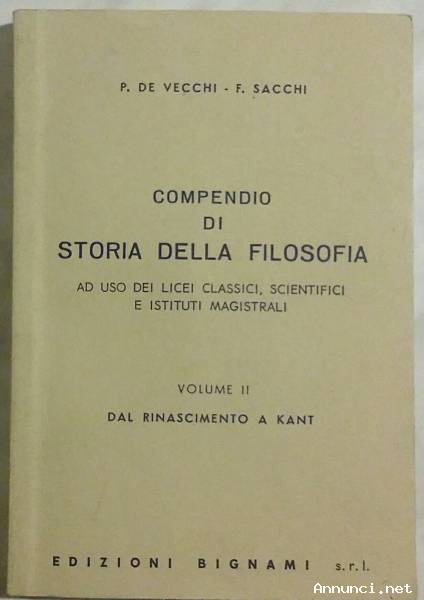 P. DE VECCHI - F. SACCHI
COMPENDIO
DI
STORIA DELLA FILOSOFIA
AD USO DEI LICEI CLASSICI, SCIENTIFICI
E ISTITUTI MAGISTRALI
VOLUME II
DAL RINASCIMENTO A KANT
EDIZIONI BIGNAMI s.r.l.
Annunci.net